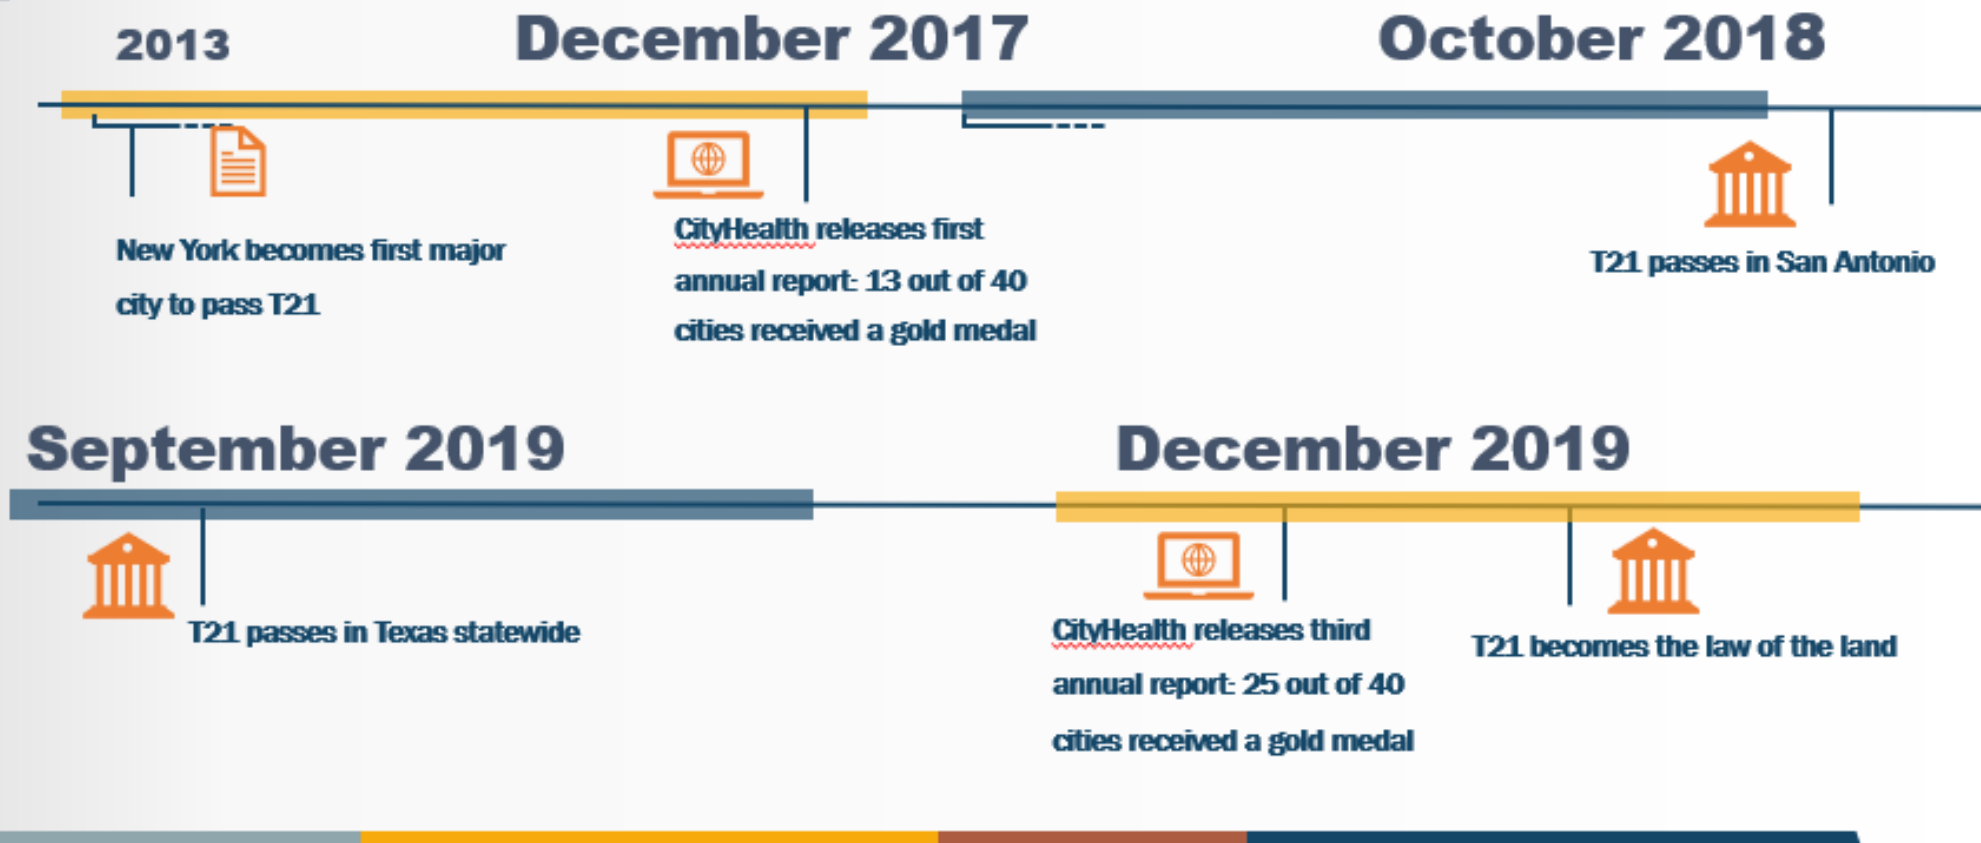 2013
December 2017
October 2018
New York becomes first major
city to pass T21
CityHealth releases first
annual report: 13 out of 40
cities received a gold medal
T21 passes in San Antonio
September 2019
December 2019
T21 passes in Texas statewide
CityHealth releases third
annual report: 25 out of 40
cities received a gold medal
T21 becomes the law of the land